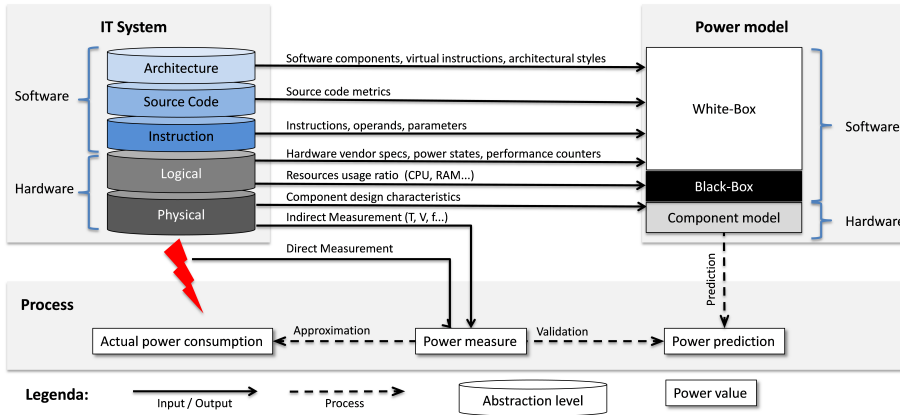 IT System
Power model
Architecture
Source Code
Instruction
Logical
Physical
Software
Hardware
Software components, virtual instructions, architectural styles
Source code metrics
Instructions, operands, parameters
Hardware vendor specs, power states, performance counters
Resources usage ratio (CPU, RAM...)
Component design characteristics
Indirect Measurement (T, V, f...)
Direct Measurement
White-Box
Black-Box
Component model
Software
Hardware
Prediction
Process
Actual power consumption
Approximation
Power measure
Validation
Power prediction
Legenda:
Input / Output
Process
Abstraction level
Power value